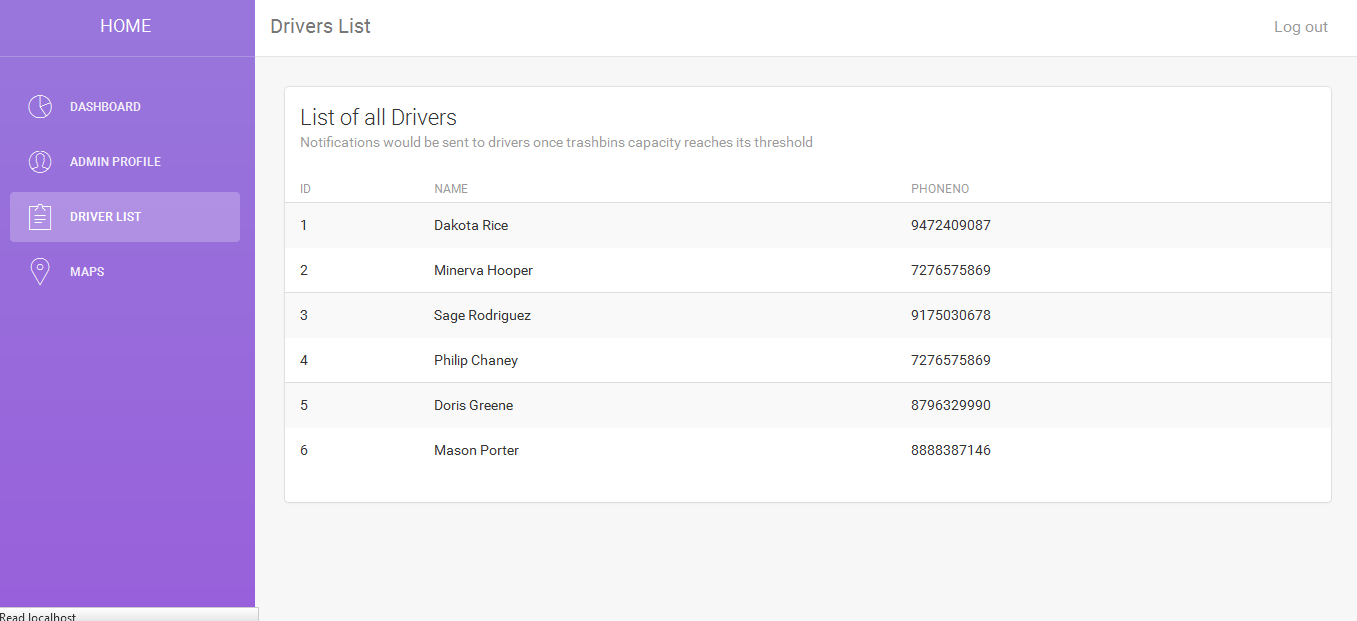 HOME
Drivers List
Log out
DASHBOARD
ADMIN PROFILE
DRIVER LIST
MAPS
List of all Drivers
Notifications would be sent to drivers once trashbins capacity reaches its threshold
ID NAME PHONENO
1 Dakota Rice 9472409087
2 Minerva Hooper 7276575869
3 Sage Rodriguez 9175030678
4 Philip Chaney 7276575869
5 Doris Greene 8796329990
6 Mason Porter 8888387146
Read localhost